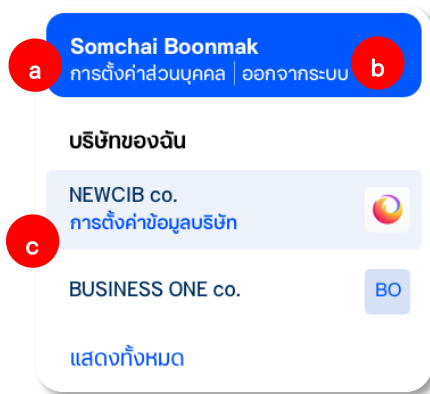 Somchai Boonmak
a
การตั้งค่าส่วนบุคคล | ออกจากระบบ
b
บริษัทของฉัน
NEWCIB co.
การตั้งค่าข้อมูลบริษัท
c
BUSINESS ONE co.
BO
แสดงทั้งหมด